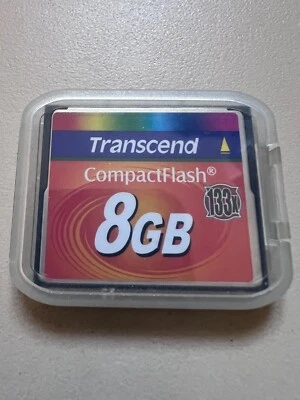 Transcend
CompactFlash®
133x
8GB